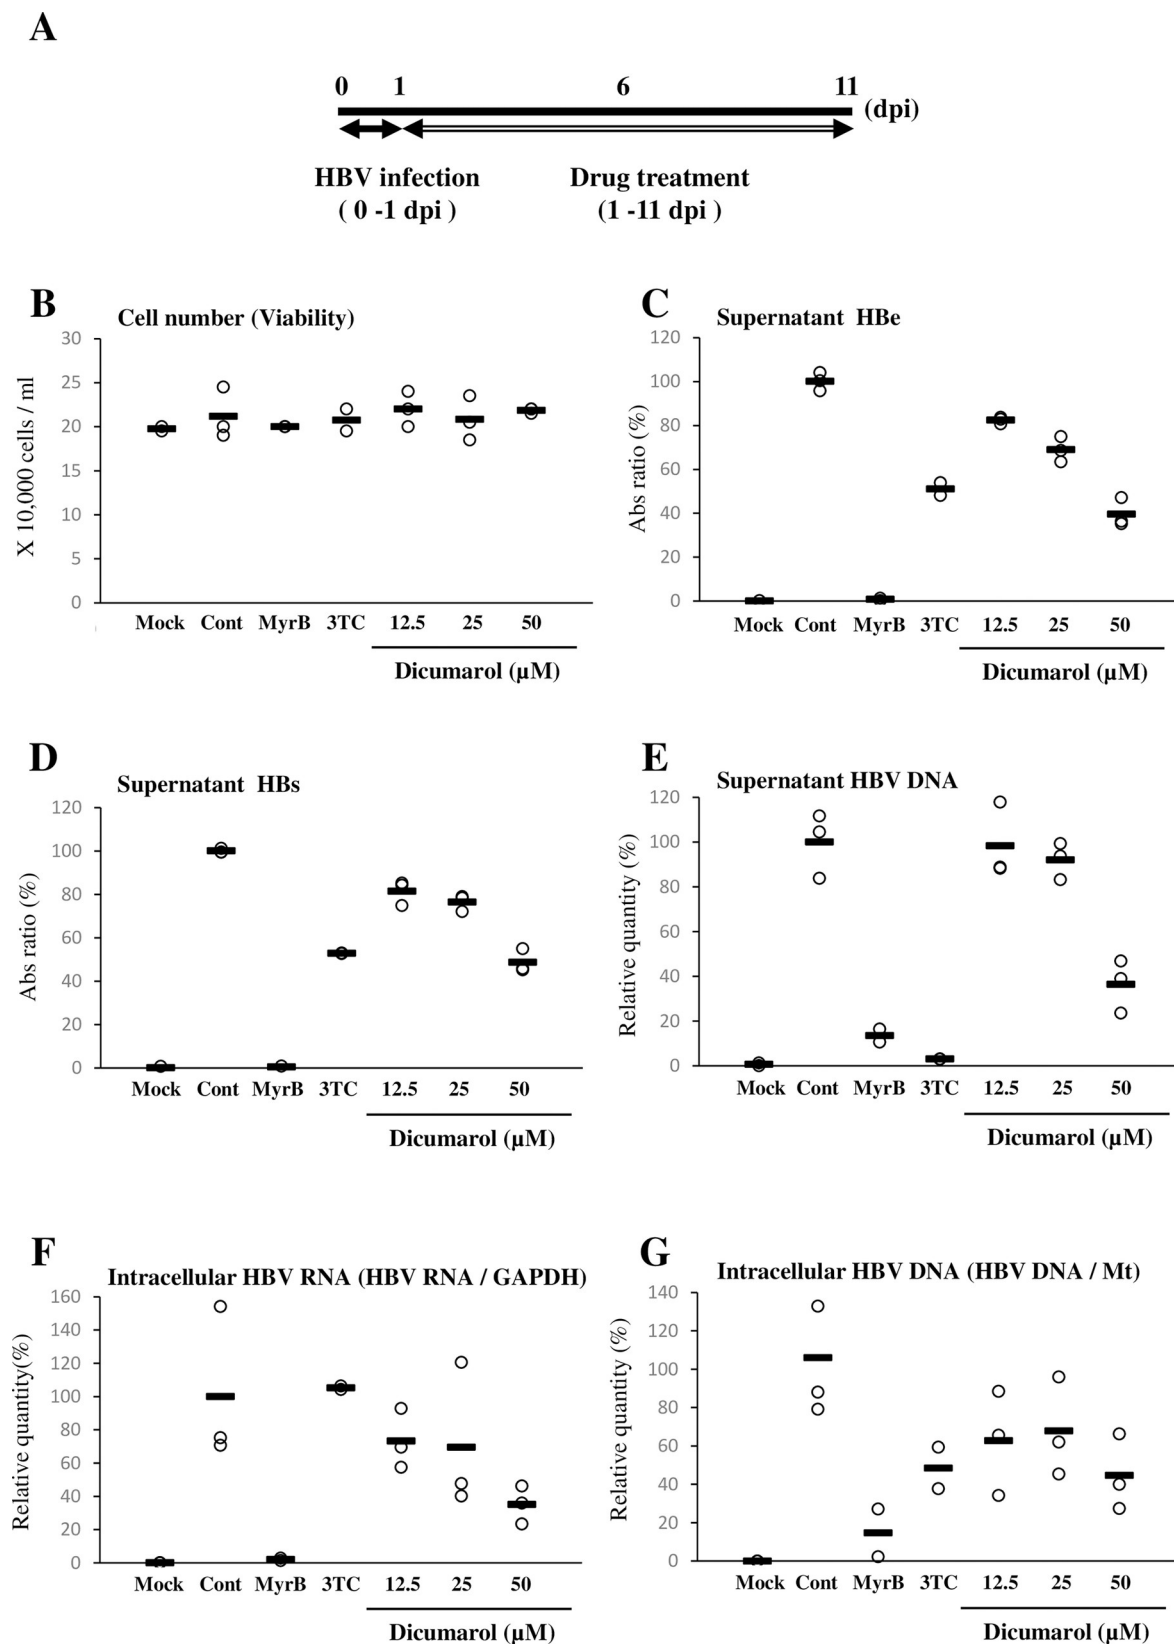 A
0 1 6 11
(dpi)
HBV infection Drug treatment
( 0 -1 dpi ) (1 -11 dpi )
B
Cell number (Viability)
X 10,000 cells / ml
30
25
20
15
10
5
0
Mock Cont MyrB 3TC 12.5 25 50
Dicumarol (µM)
C
Supernatant HBe
Abs ratio (%)
120
100
80
60
40
20
0
Mock Cont MyrB 3TC 12.5 25 50
Dicumarol (µM)
D
Supernatant HBs
Abs ratio (%)
120
100
80
60
40
20
0
Mock Cont MyrB 3TC 12.5 25 50
Dicumarol (µM)
E
Supernatant HBV DNA
Relative quantity (%)
120
100
80
60
40
20
0
Mock Cont MyrB 3TC 12.5 25 50
Dicumarol (µM)
F
Intracellular HBV RNA (HBV RNA / GAPDH)
Relative quantity(%)
160
140
120
100
80
60
40
20
0
Mock Cont MyrB 3TC 12.5 25 50
Dicumarol (µM)
G
Intracellular HBV DNA (HBV DNA / Mt)
Relative quantity (%)
140
120
100
80
60
40
20
0
Mock Cont MyrB 3TC 12.5 25 50
Dicumarol (µM)